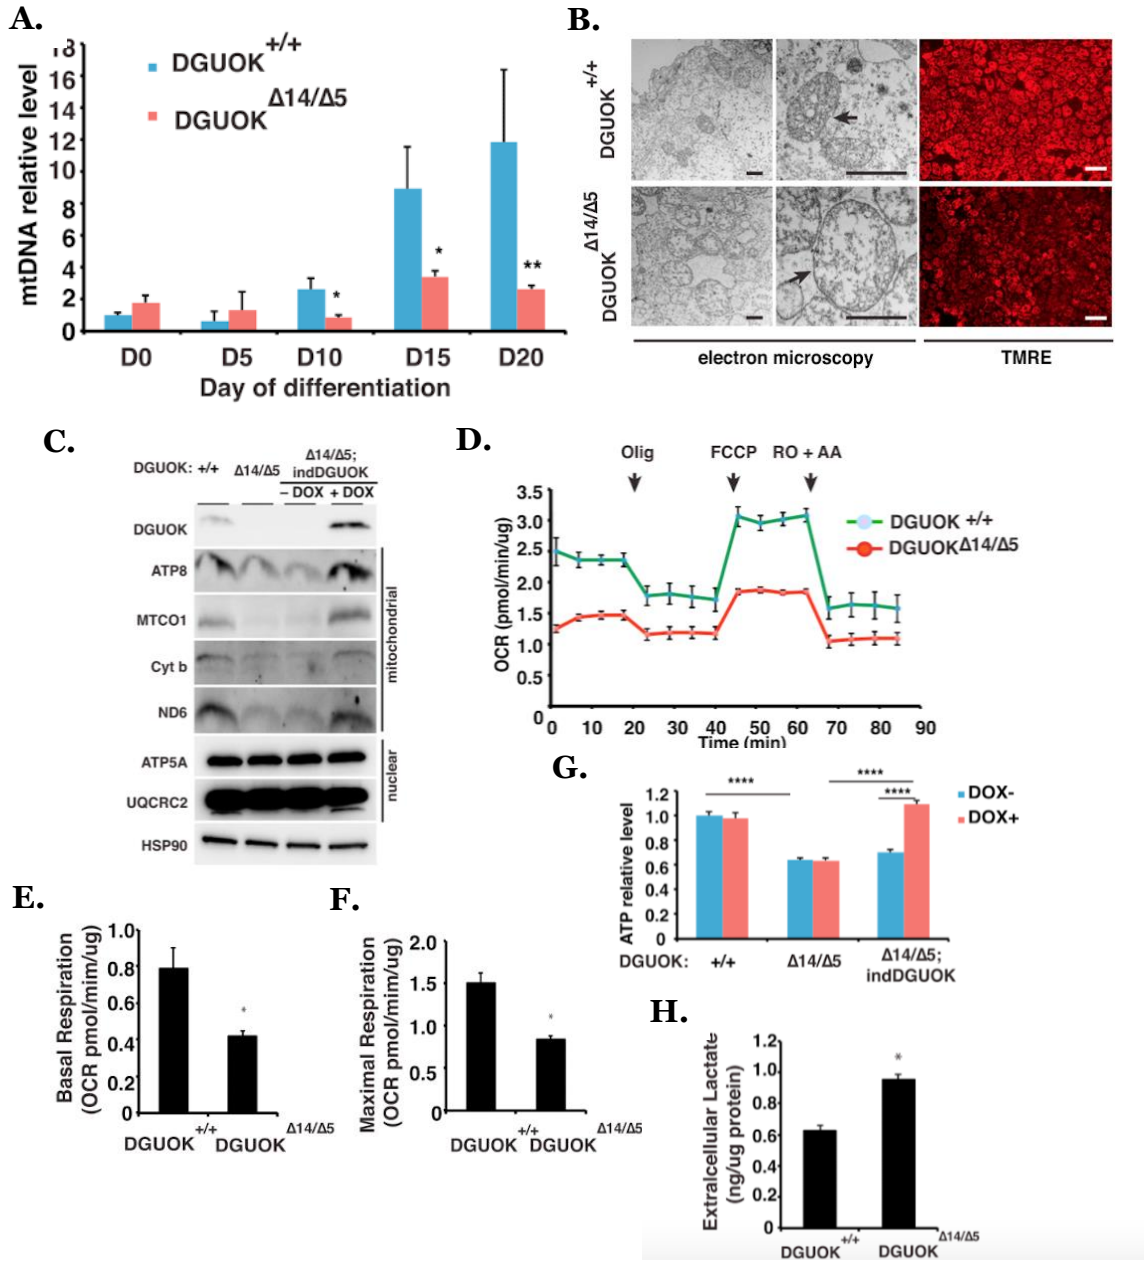 A.
18
16
14
12
10
8
6
4
2
0
mtDNA relative level
DGUOK+/+
DGUOKΔ14/Δ5
*
*
**
D0 D5 D10 D15 D20
Day of differentiation
B.
DGUOK+/+
DGUOKΔ14/Δ5
electron microscopy TMRE
C.
DGUOK: +/+ Δ14/Δ5 Δ14/Δ5;
indDGUOK
– DOX + DOX
DGUOK
ATP8
MTCO1
Cyt b
ND6
ATP5A
UQCRC2
HSP90
mitochondrial
nuclear
D.
Olig FCCP RO + AA
3.5
3.0
2.5
2.0
1.5
1.0
0.5
0
OCR (pmol/min/ug)
DGUOK +/+
DGUOKΔ14/Δ5
0 10 20 30 40 50 60 70 80 90
Time (min)
E.
1.0
0.8
0.6
0.4
0.2
0
Basal Respiration
(OCR pmol/mim/ug)
*
DGUOK+/+ DGUOKΔ14/Δ5
F.
2.0
1.5
1.0
0.5
0
Maximal Respiration
(OCR pmol/mim/ug)
*
DGUOK+/+ DGUOKΔ14/Δ5
G.
1.2
1.0
0.8
0.6
0.4
0.2
0
ATP relative level
****
****
****
DOX-
DOX+
DGUOK: +/+ Δ14/Δ5 Δ14/Δ5;
indDGUOK
H.
1.2
1.0
0.8
0.6
0.4
0.2
0
Extralcellular Lactate
(ng/ug protein)
*
DGUOK+/+ DGUOKΔ14/Δ5